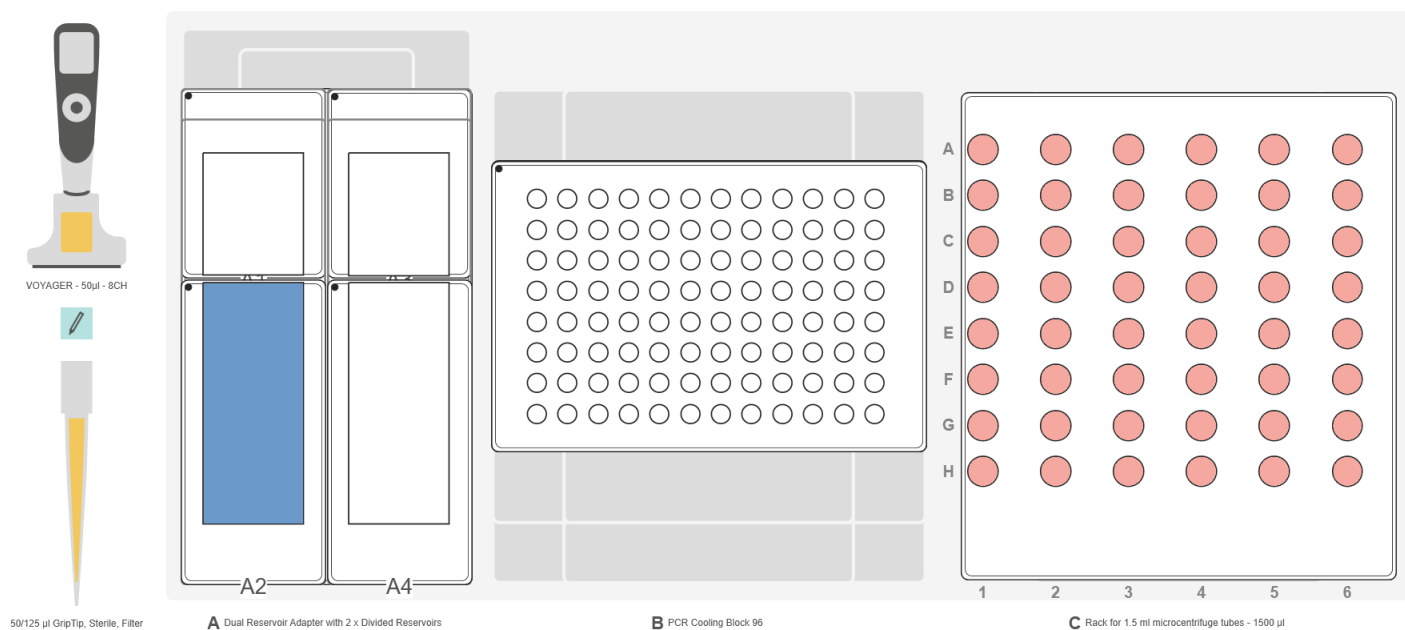 VOYAGER - 50µl - 8CH
50/125 µl GripTip, Sterile, Filter
A2
A4
A Dual Reservoir Adapter with 2 x Divided Reservoirs
B PCR Cooling Block 96
A
B
C
D
E
F
G
H
1 2 3 4 5 6
C Rack for 1.5 ml microcentrifuge tubes - 1500 µl